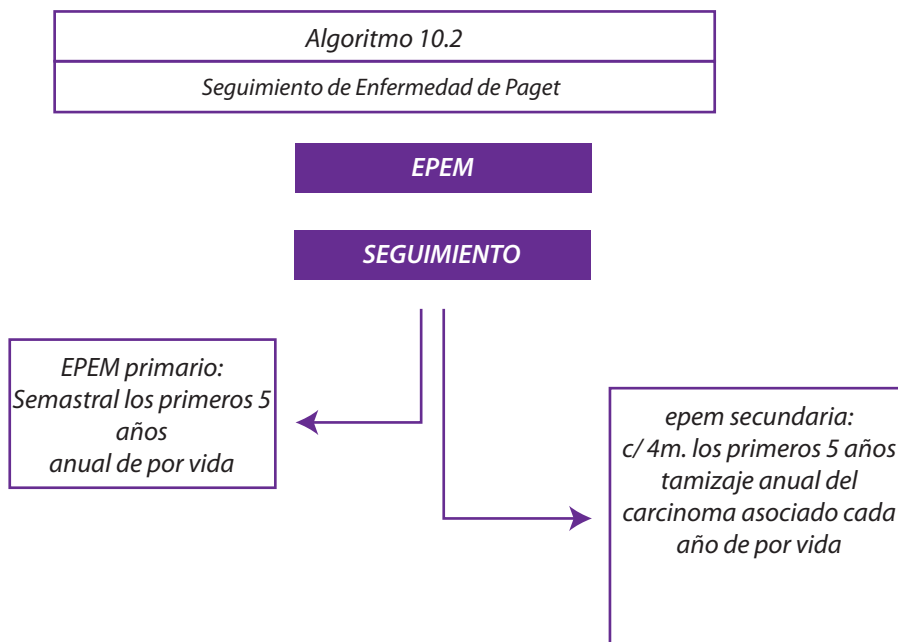 Algoritmo 10.2
Seguimiento de Enfermedad de Paget
EPEM
SEGUIMIENTO
EPEM primario:
Semastral los primeros 5
años
anual de por vida
epem secundaria:
c/ 4m. los primeros 5 años
tamizaje anual del
carcinoma asociado cada
año de por vida